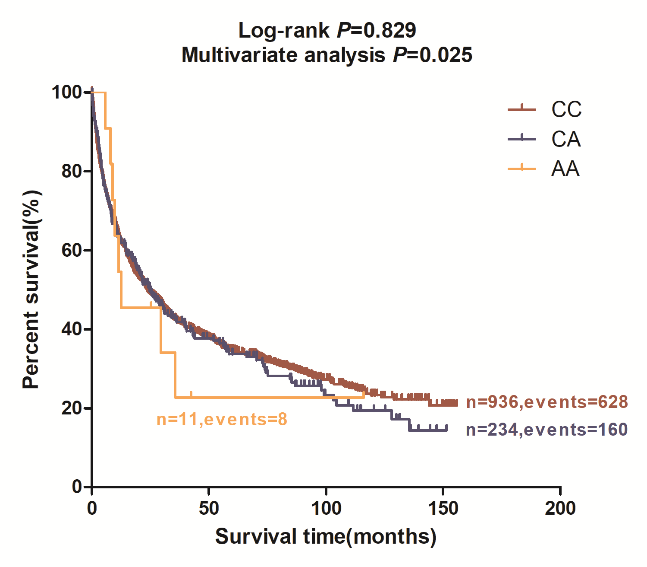 Log-rank P=0.829
Multivariate analysis P=0.025
CC
CA
AA
Percent survival(%)
100
80
60
40
20
0
n=936,events=628
n=11,events=8
n=234,events=160
0 50 100 150 200
Survival time(months)